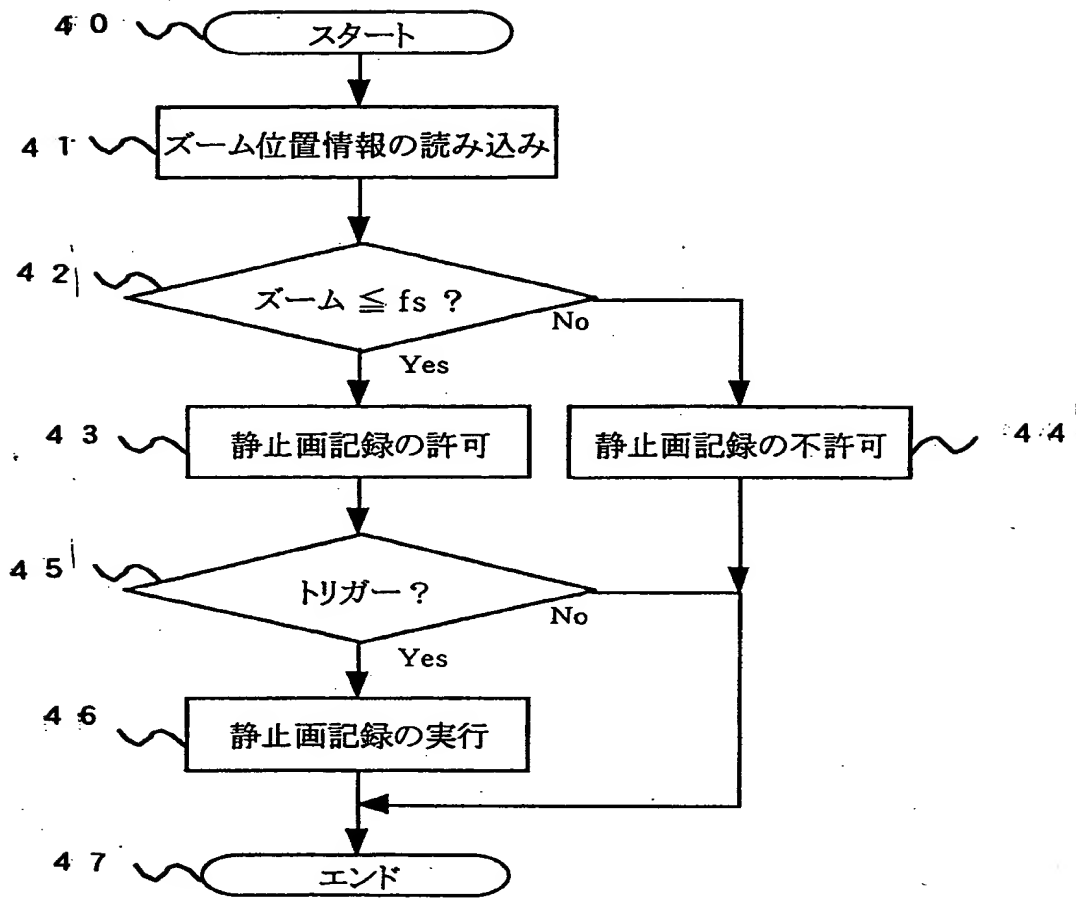 40 スタート
41 ズーム位置情報の読み込み
42 ズーム ≦ fs ?
No
Yes
43 静止画記録の許可
静止画記録の不許可 44
45 トリガー?
No
Yes
46 静止画記録の実行
47 エンド